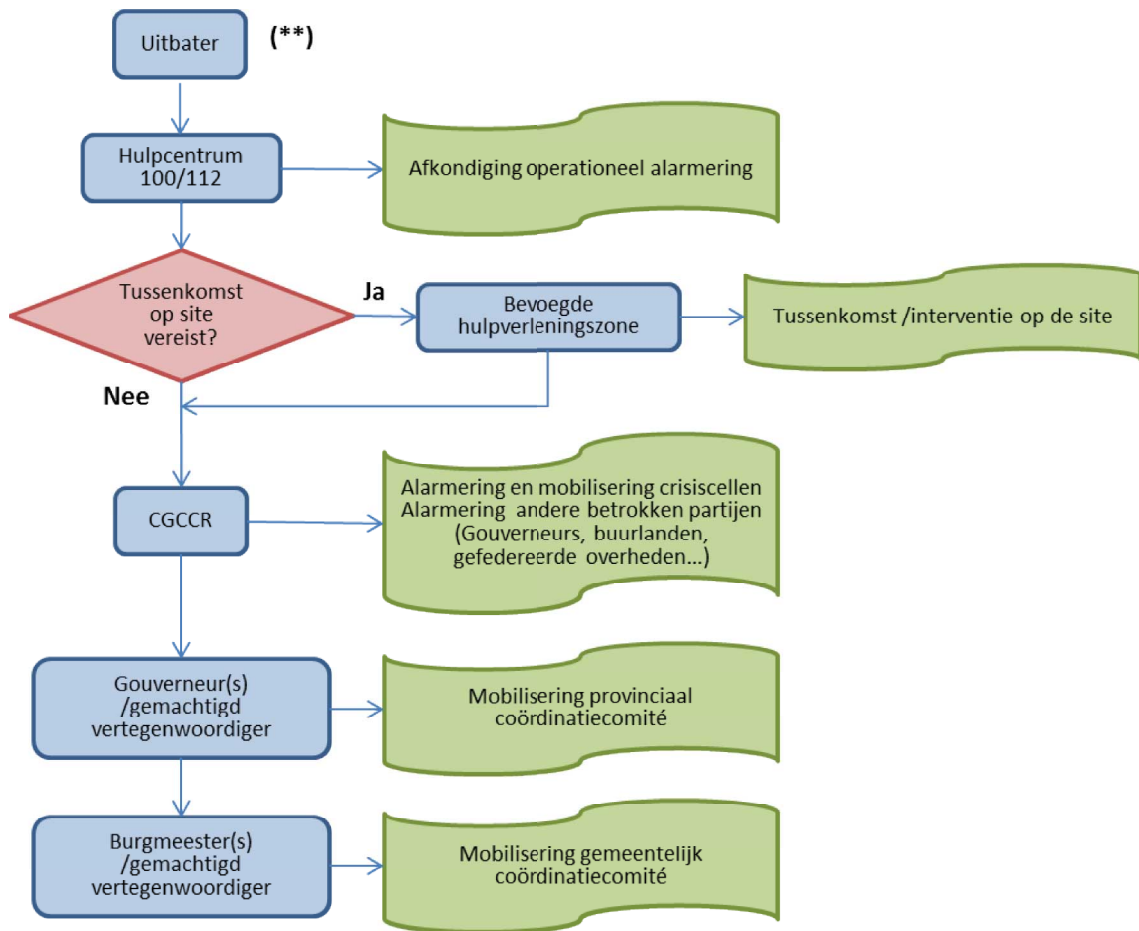 Uitbater
(**)
Hulpcentrum
100/112
Afkondiging operationeel alarmering
Tussenkomst
op site
vereist?
Ja
Bevoegde
hulpverleningszone
Tussenkomst /interventie op de site
Nee
CGCCR
Alarmering en mobilisering crisiscellen
Alarmering andere betrokken partijen
(Gouverneurs, buurlanden,
gefedereerde overheden...)
Gouverneur(s)
/gemachtigd
vertegenwoordiger
Mobilisering provinciaal
coördinatiecomité
Burgmeester(s)
/gemachtigd
vertegenwoordiger
Mobilisering gemeentelijk
coördinatiecomité